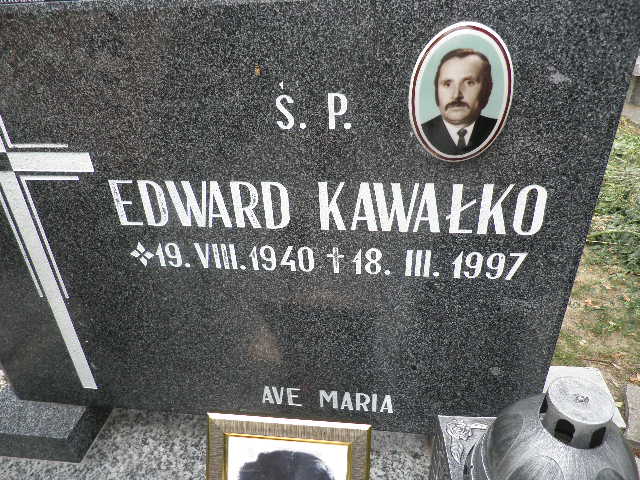 Ś. P.
EDWARD KAWAŁKO
19. VIII. 1940 † 18. III. 1997
AVE MARIA